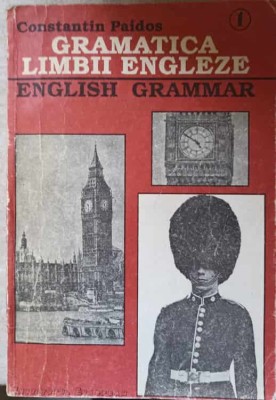 Constantin Paidos
1
GRAMATICA
LIMBII ENGLEZE
ENGLISH GRAMMAR